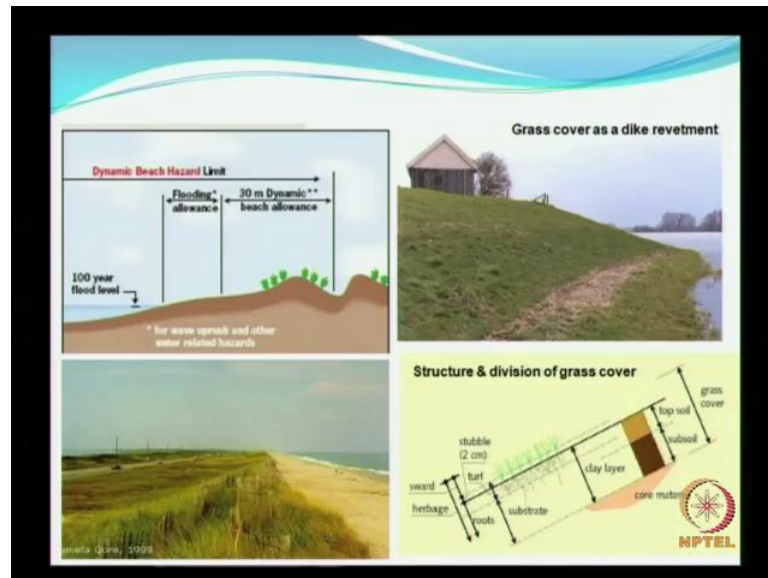 Dynamic Beach Hazard Limit
Flooding*
allowance
30 m Dynamic**
beach allowance
100 year
flood level
* for wave uprush and other
water related hazards
Grass cover as a dike revetment
1999
Structure & division of grass cover
grass
cover
top soil
subsoil
stubble
(2 cm)
turf
clay layer
sward
herbage
roots
substrate
core
NPTEL